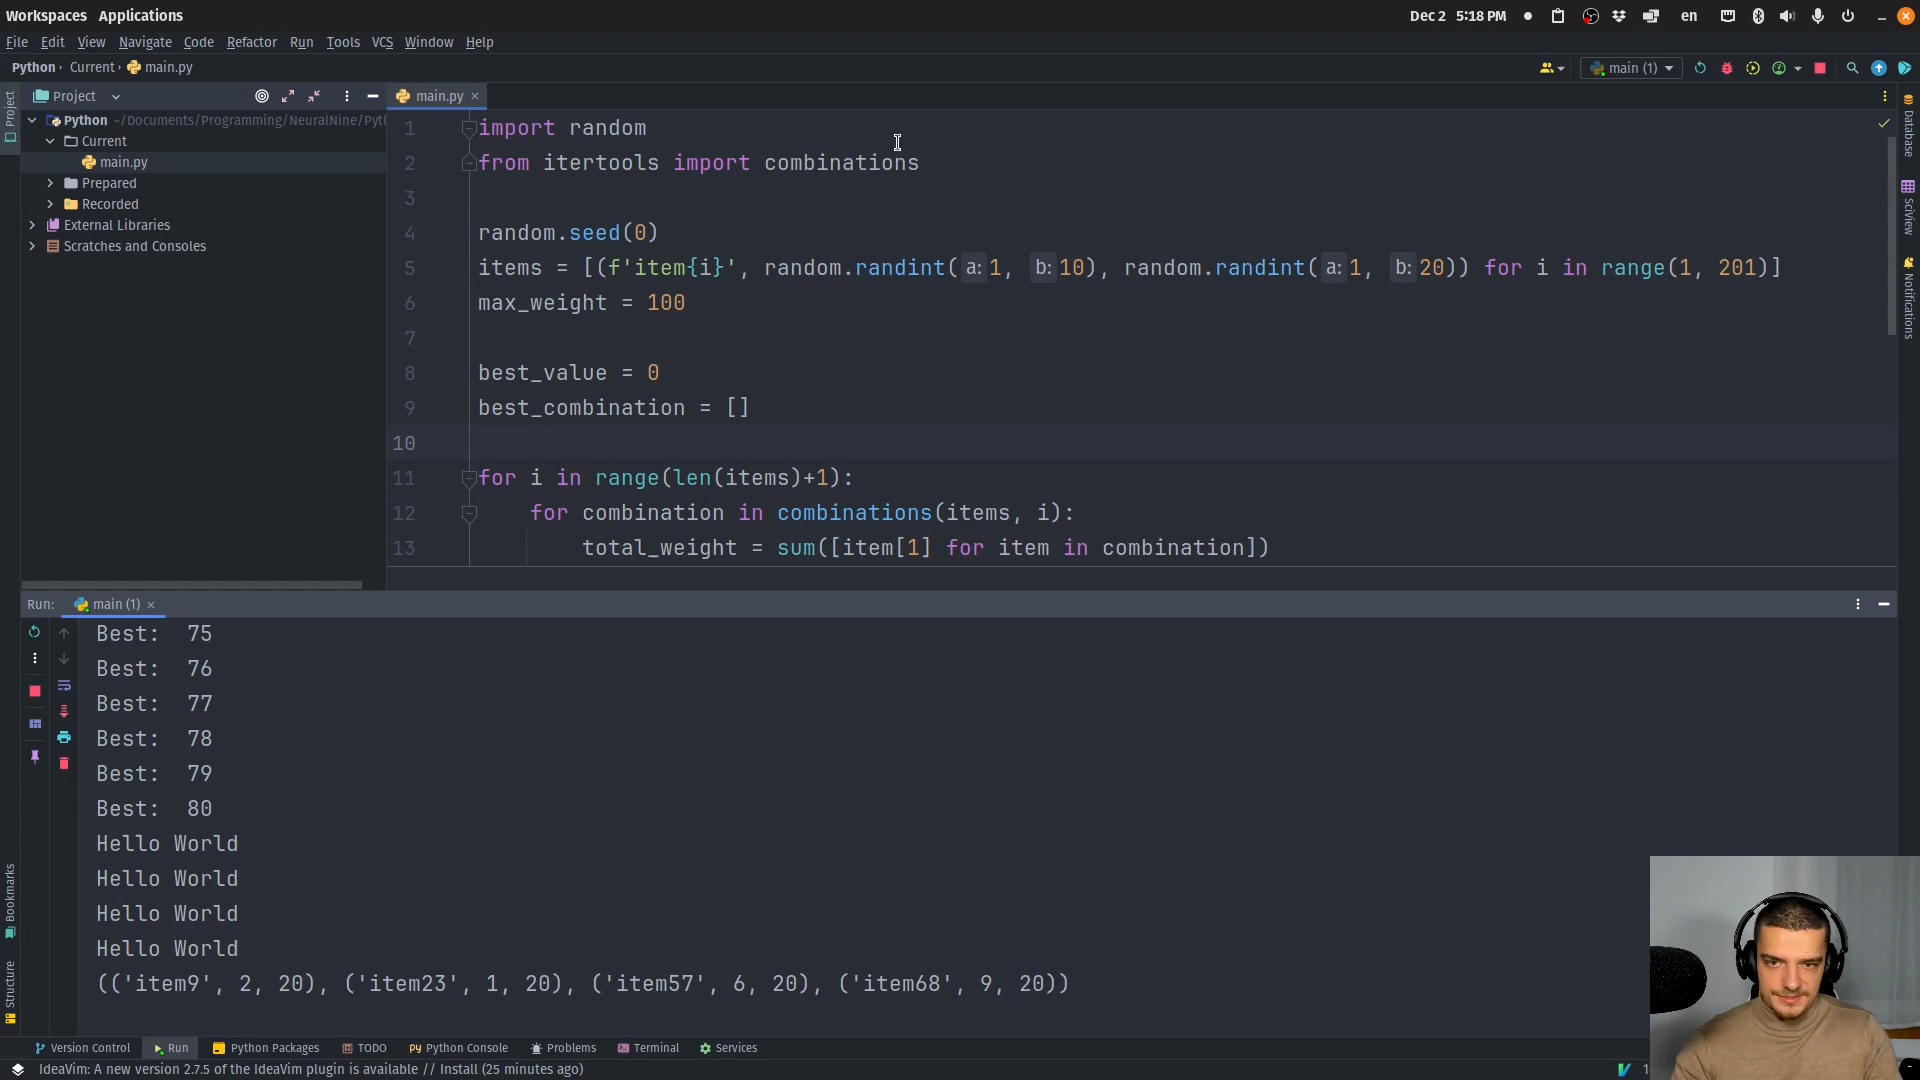 Workspaces Applications
Dec 2 5:18 PM
en
File Edit View Navigate Code Refactor Run Tools VCS Window Help
Python Current main.py
main (1)
Project
main.py
Python ~/Documents/Programming/NeuralNine/Pyt
Current
main.py
Prepared
Recorded
External Libraries
Scratches and Consoles
Project
Database
SciView
Notifications
1 import random
2 from itertools import combinations
3
4 random.seed(0)
5 items = [(f'item{i}', random.randint( a: 1, b: 10), random.randint( a: 1, b: 20)) for i in range(1, 201)]
6 max_weight = 100
7
8 best_value = 0
9 best_combination = []
10
11 for i in range(len(items)+1):
12 for combination in combinations(items, i):
13 total_weight = sum([item[1] for item in combination])
Run: main (1)
Best: 75
Best: 76
Best: 77
Best: 78
Best: 79
Best: 80
Hello World
Hello World
Hello World
Hello World
(('item9', 2, 20), ('item23', 1, 20), ('item57', 6, 20), ('item68', 9, 20))
Bookmarks
Structure
Version Control Run Python Packages TODO Python Console Problems Terminal Services
IdeaVim: A new version 2.7.5 of the IdeaVim plugin is available // Install (25 minutes ago)